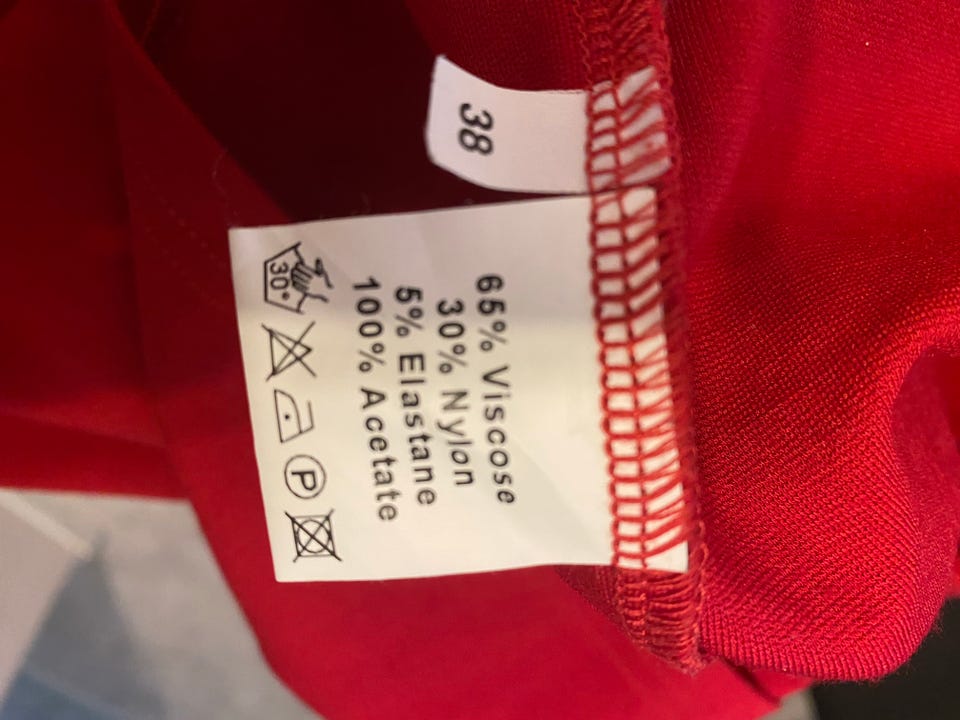 38
65% Viscose
30% Nylon
5% Elastane
100% Acetate
30°
P